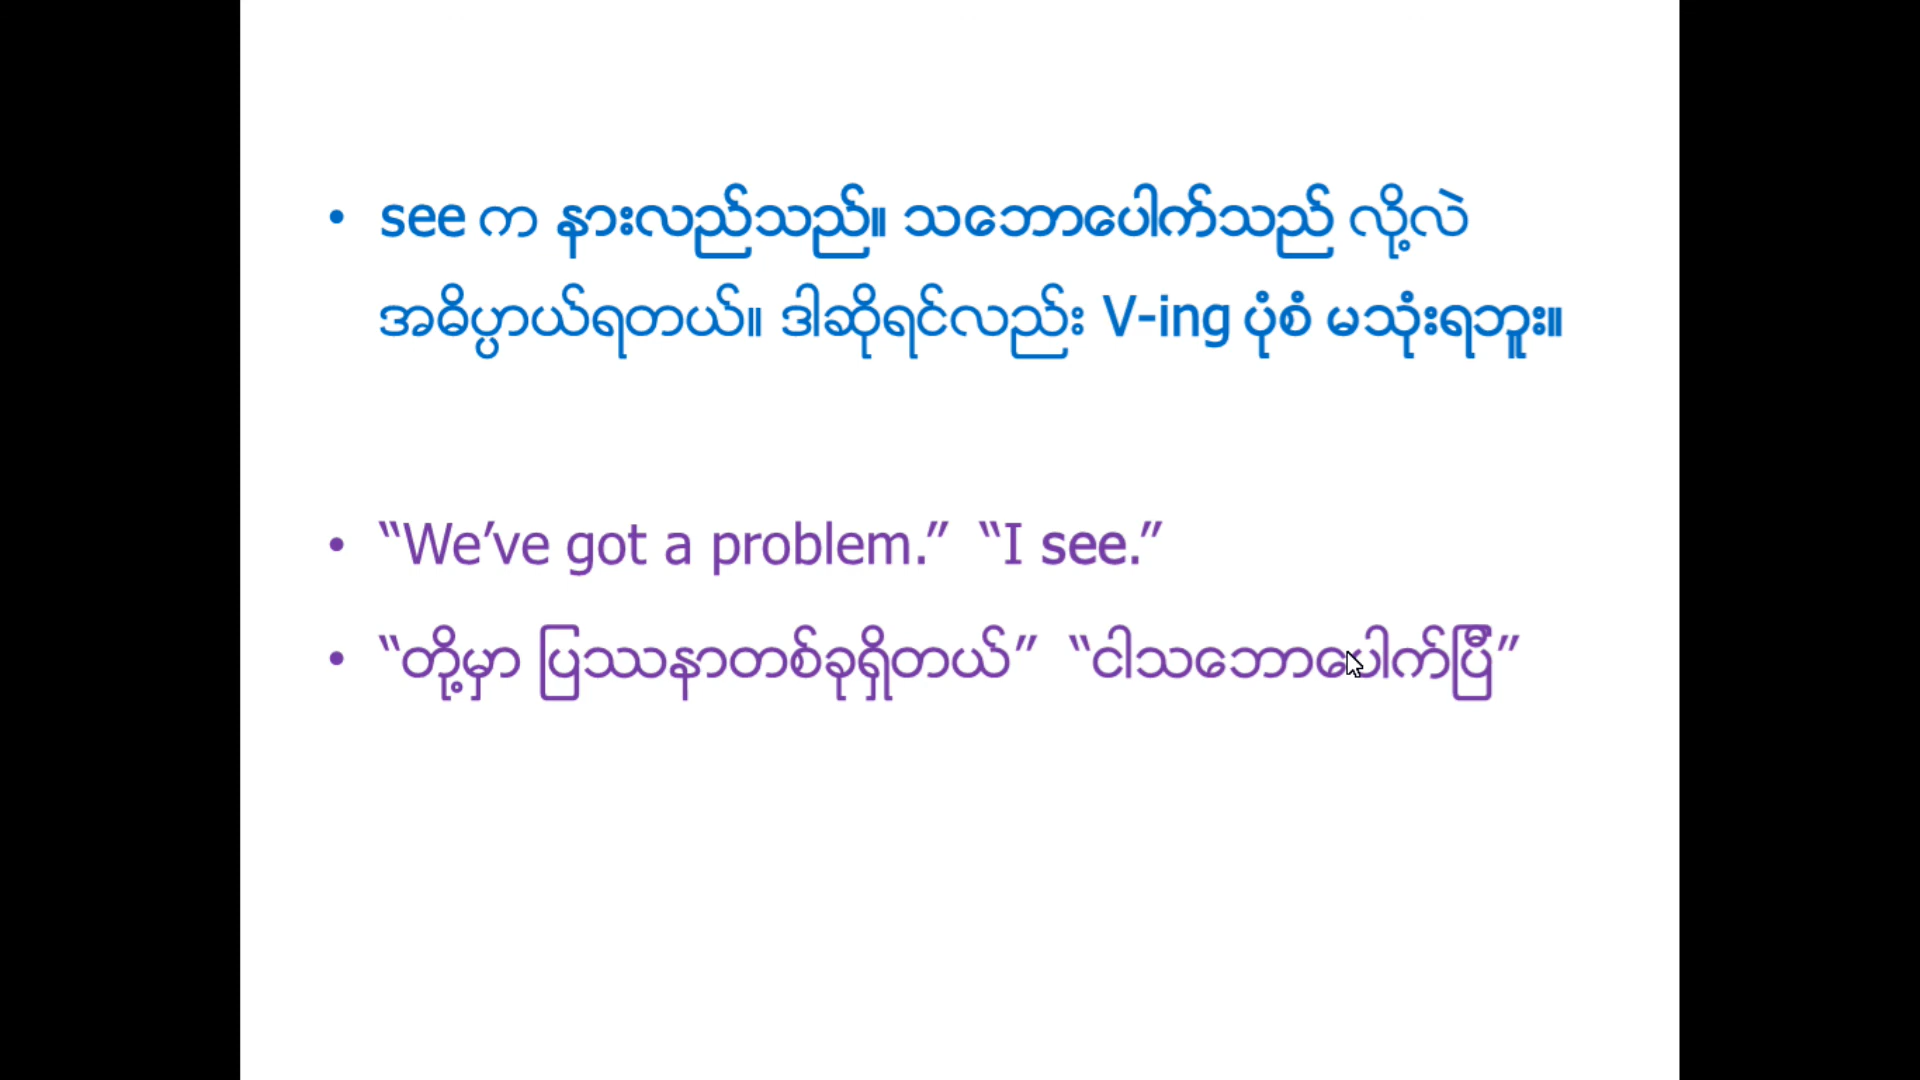 • see က နားလည်သည်။ သဘောပေါက်သည် လို့လဲ
အဓိပ္ပာယ်ရတယ်။ ဒါဆိုရင်လည်း V-ing ပုံစံ မသုံးရဘူး။
• “We’ve got a problem.” “I see.”
• “တို့မှာ ပြဿနာတစ်ခုရှိတယ်” “ငါသဘောပေါက်ပြီ”